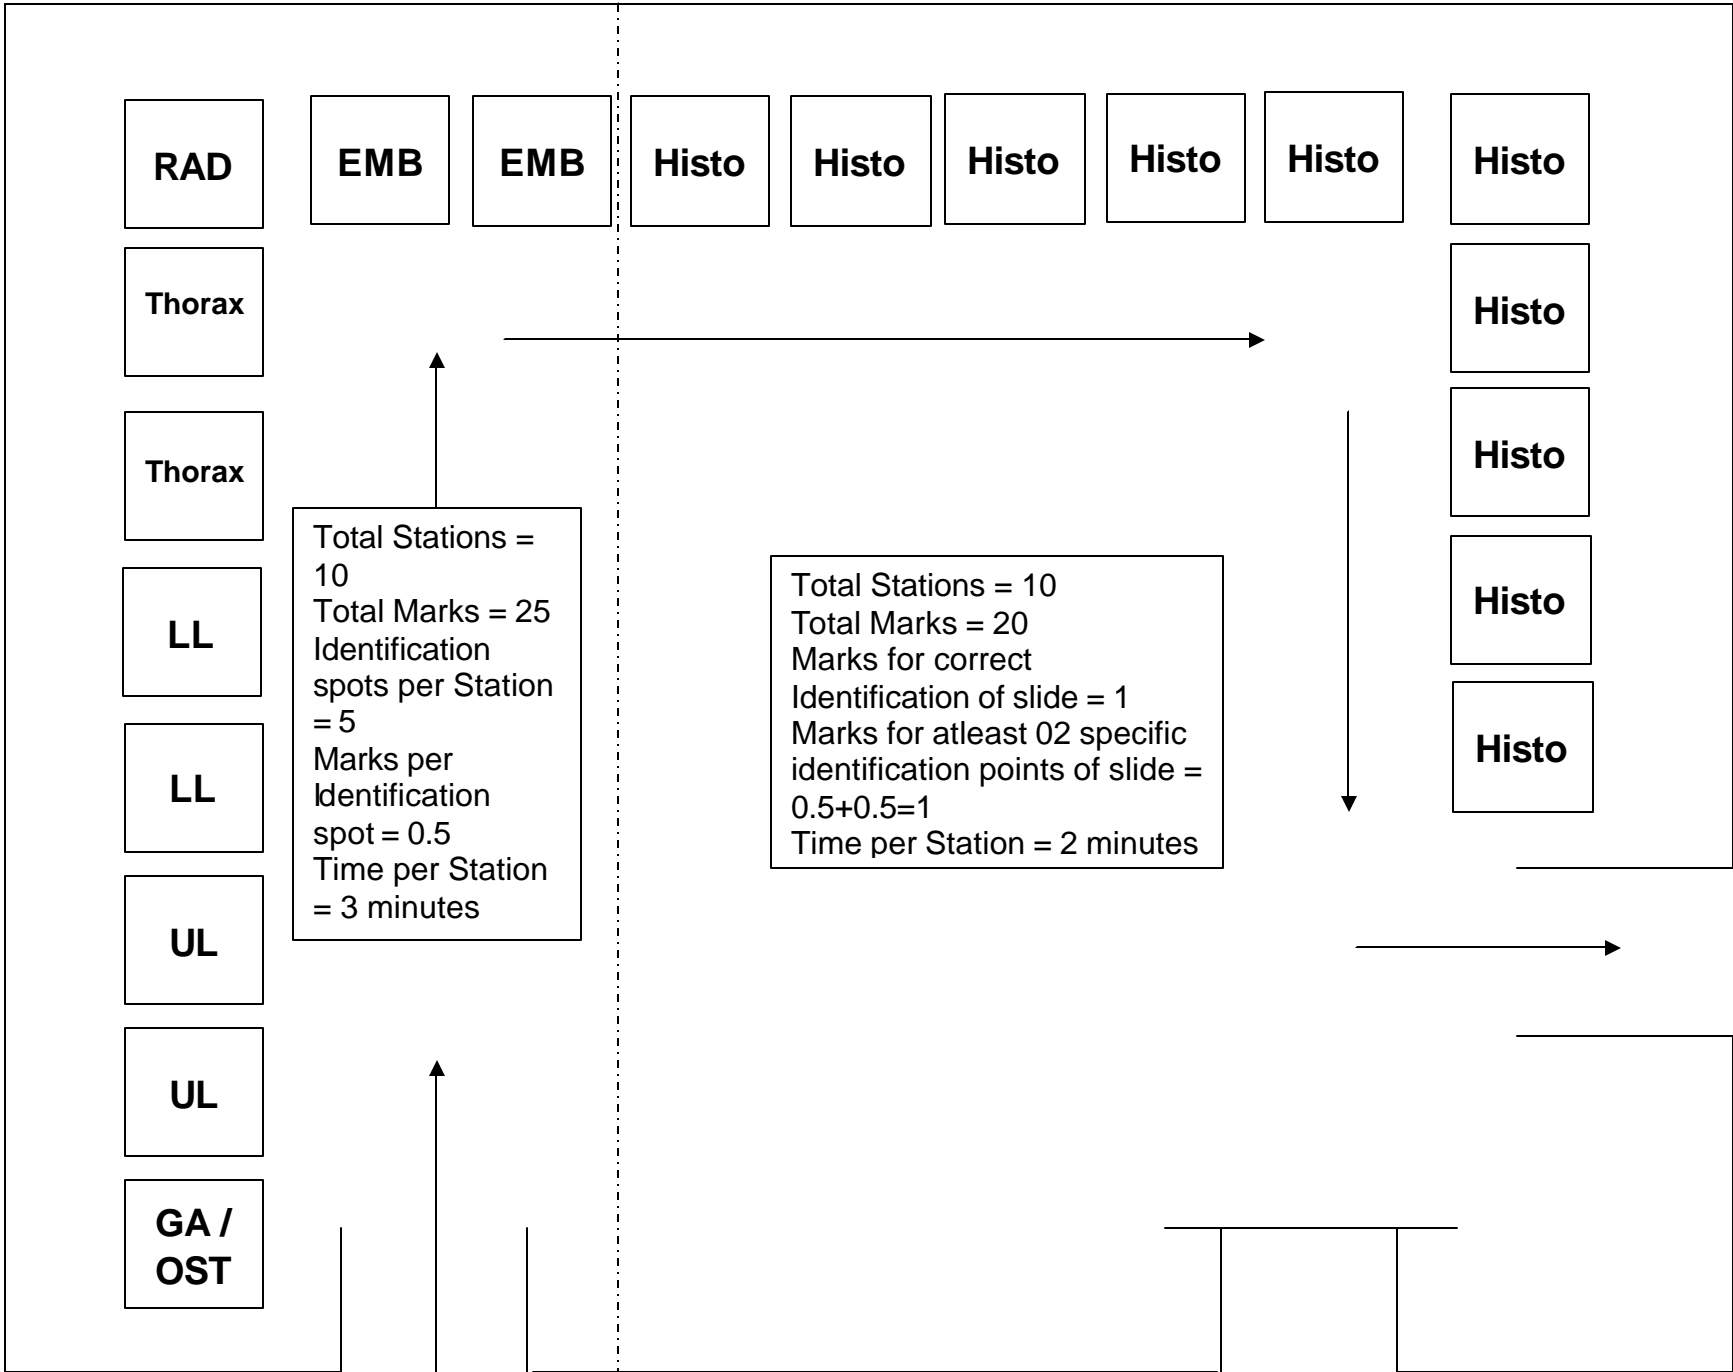 RAD
EMB
EMB
Histo
Histo
Histo
Histo
Histo
Histo
Thorax
Histo
Thorax
Histo
LL
Histo
LL
Histo
UL
UL
GA /
OST
Total Stations =
10
Total Marks = 25
Identification
spots per Station
= 5
Marks per
Identification
spot = 0.5
Time per Station
= 3 minutes
Total Stations = 10
Total Marks = 20
Marks for correct
Identification of slide = 1
Marks for atleast 02 specific
identification points of slide =
0.5+0.5=1
Time per Station = 2 minutes